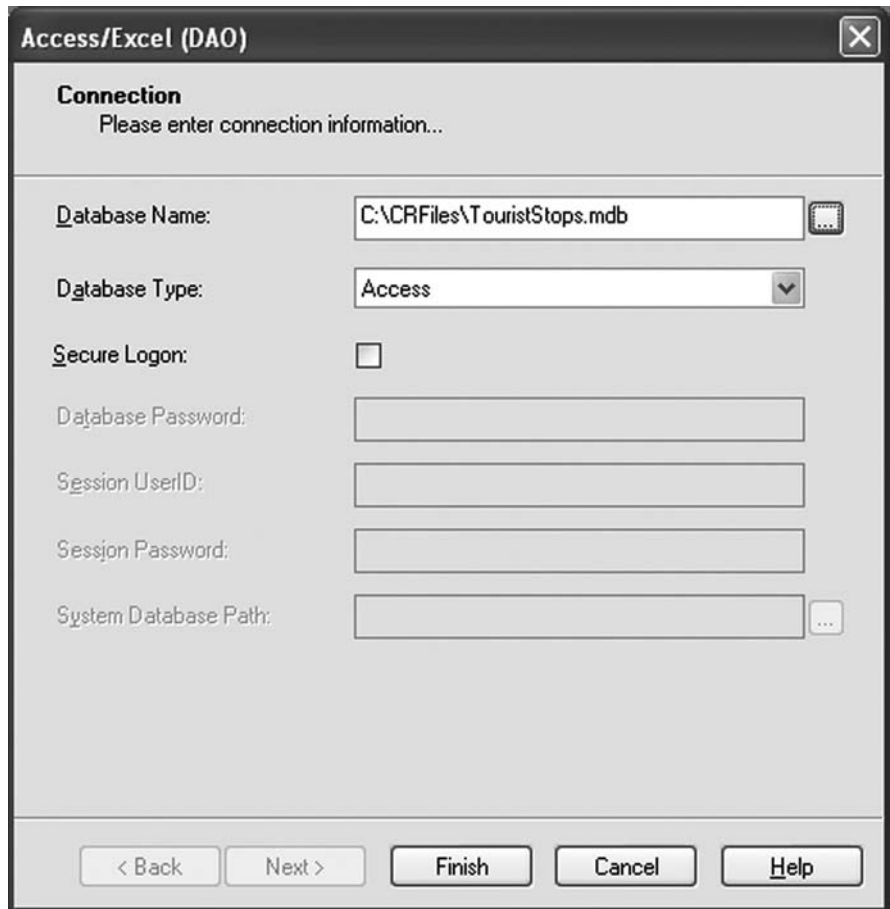 Access/Excel (DAO)
Connection
Please enter connection information...
Database Name: C:\CRFiles\TouristStops.mdb ...
Database Type: Access
Secure Logon:
Database Password:
Session UserID:
Session Password:
System Database Path: ...
< Back Next > Finish Cancel Help